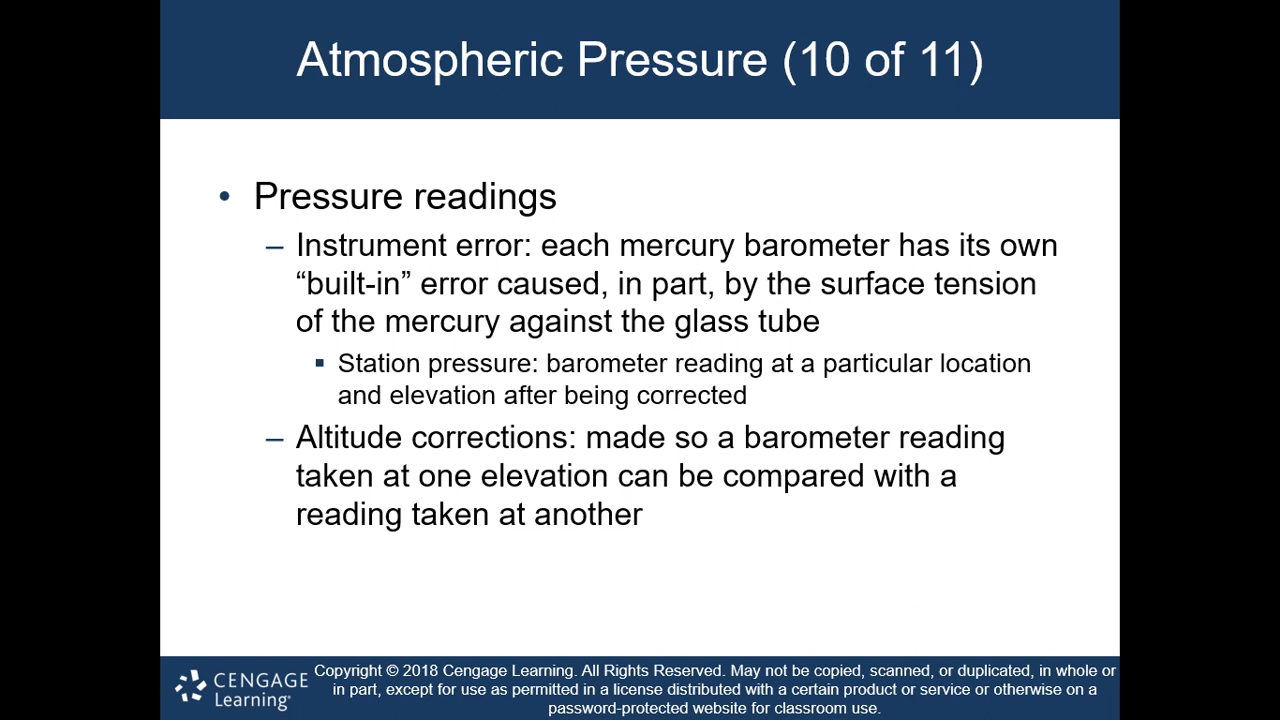 Atmospheric Pressure (10 of 11)
• Pressure readings
– Instrument error: each mercury barometer has its own
“built-in” error caused, in part, by the surface tension
of the mercury against the glass tube
▪ Station pressure: barometer reading at a particular location
and elevation after being corrected
– Altitude corrections: made so a barometer reading
taken at one elevation can be compared with a
reading taken at another
CENGAGE
Learning®
Copyright © 2018 Cengage Learning. All Rights Reserved. May not be copied, scanned, or duplicated, in whole or
in part, except for use as permitted in a license distributed with a certain product or service or otherwise on a
password-protected website for classroom use.